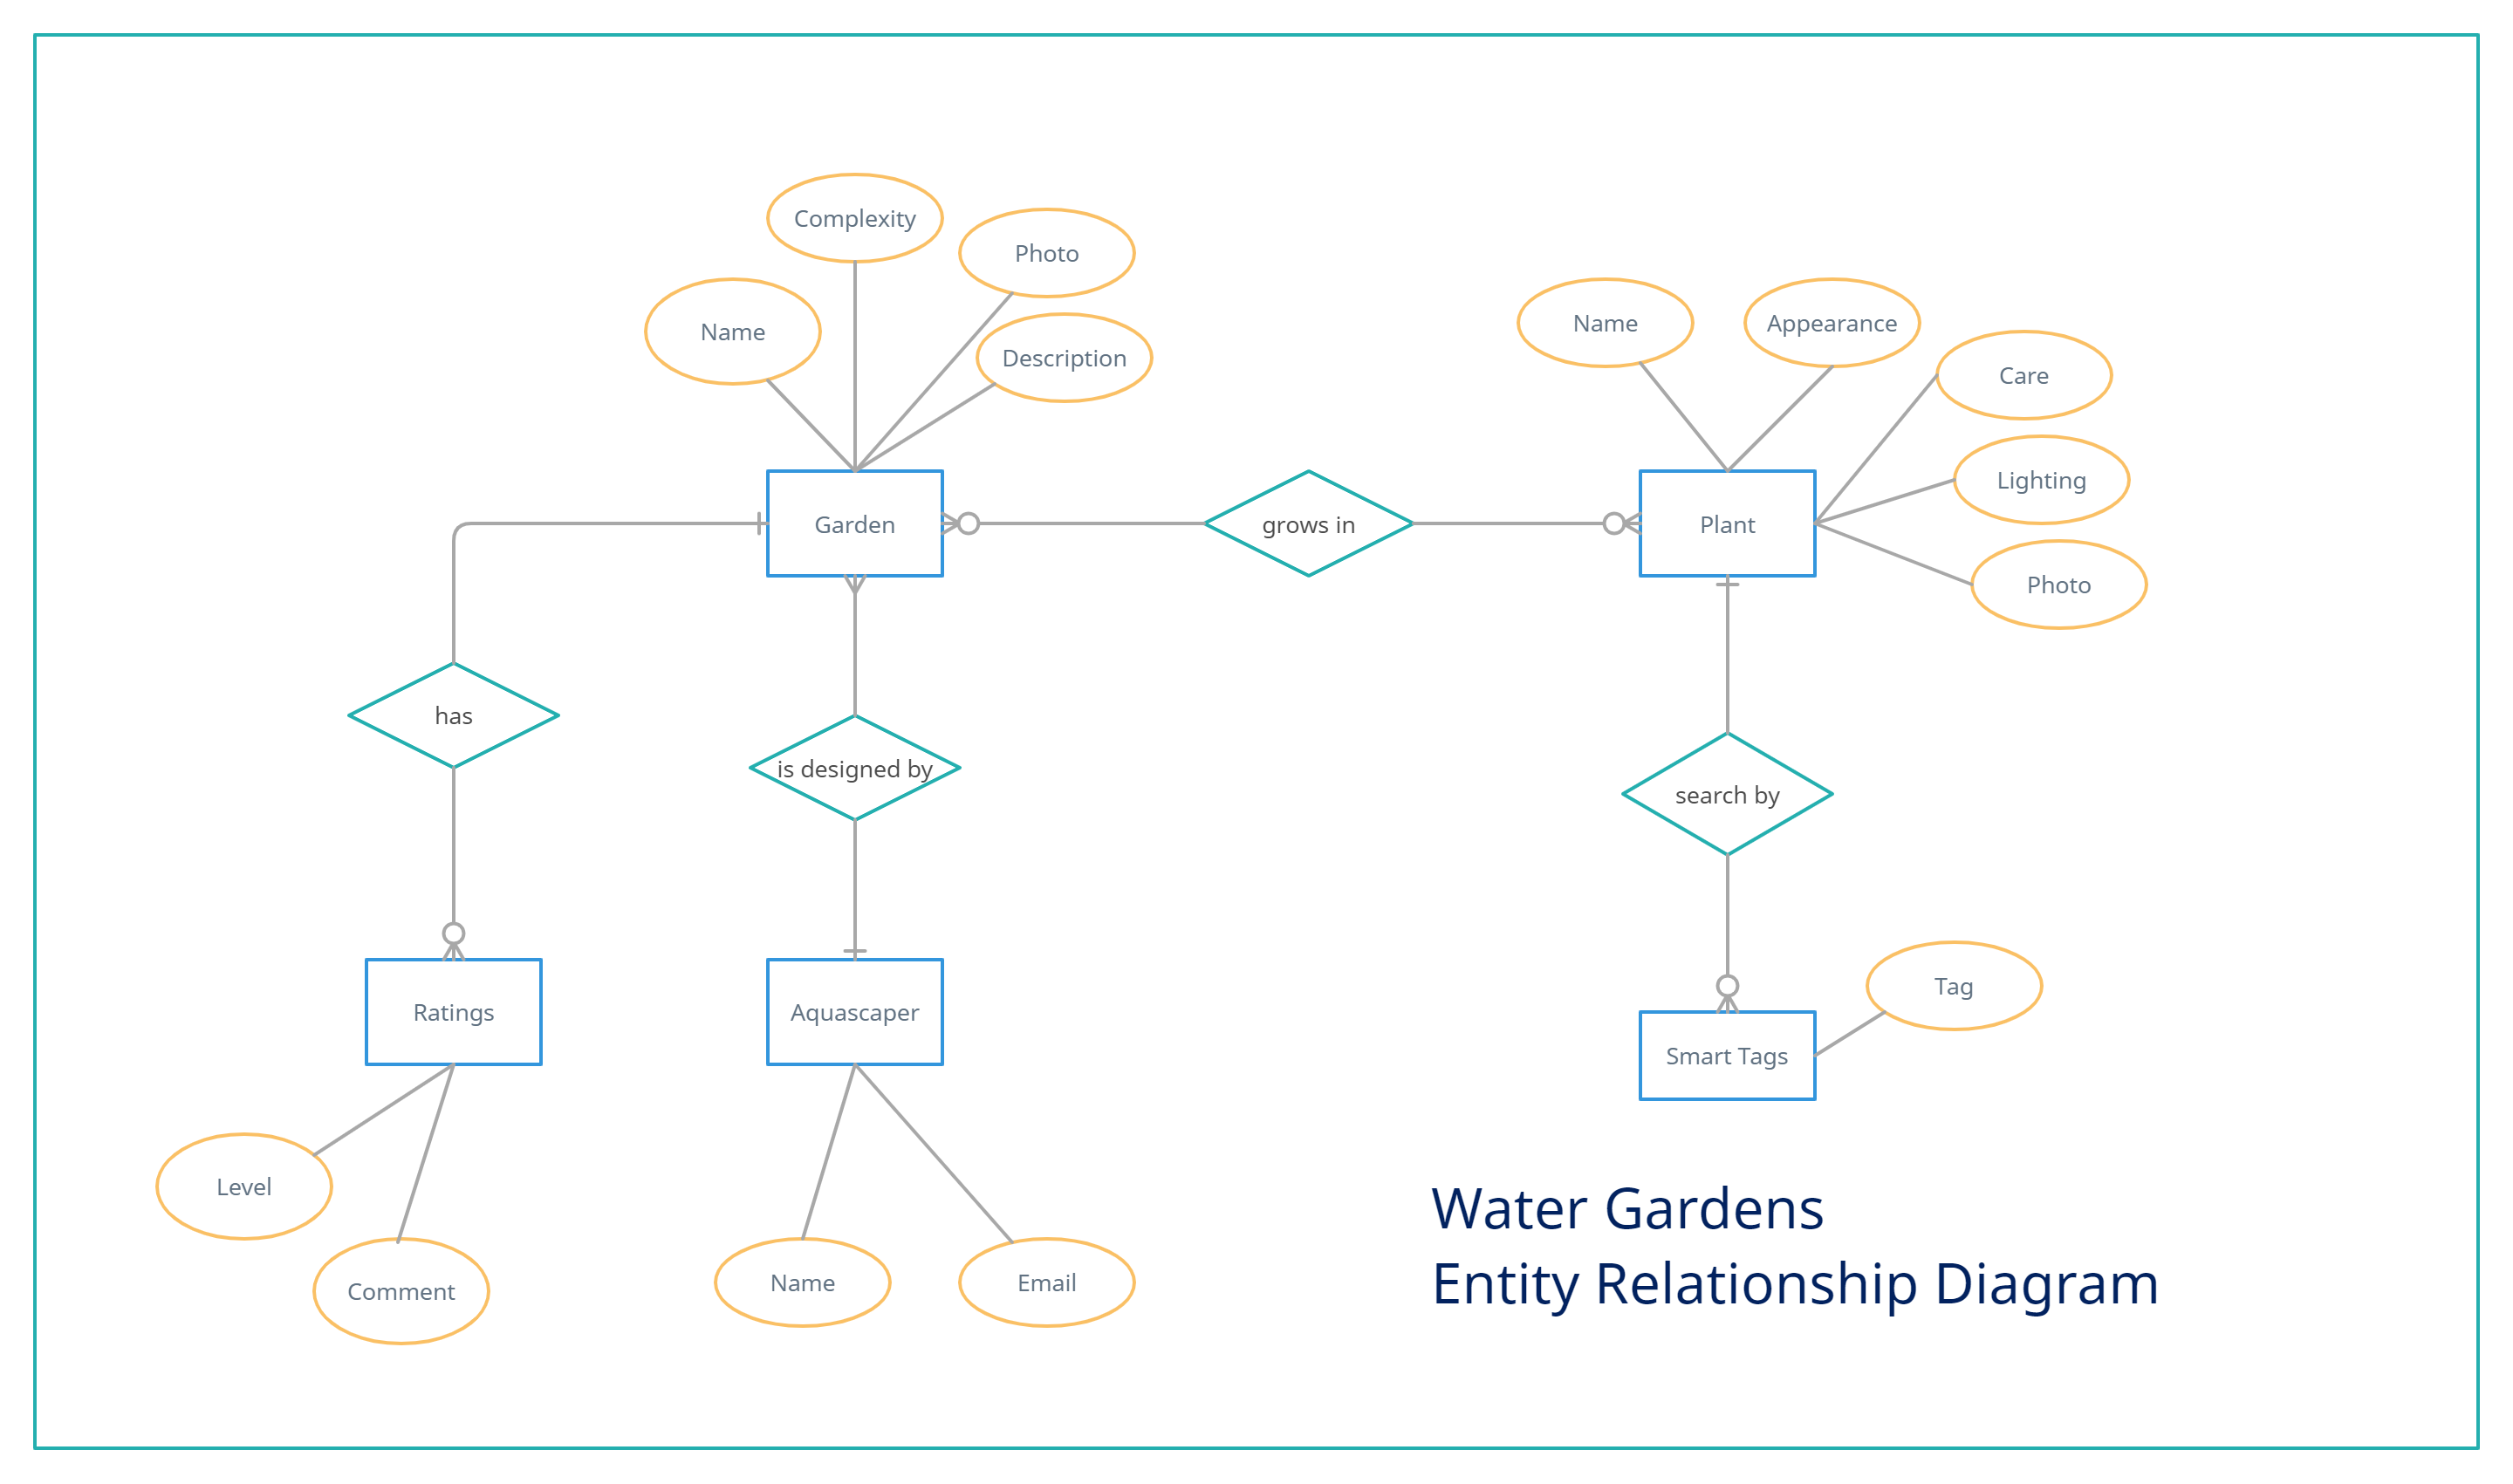 Complexity
Photo
Name
Description
Name
Appearance
Care
Lighting
Photo
Garden
grows in
Plant
has
is designed by
search by
Ratings
Aquascaper
Tag
Smart Tags
Level
Comment
Name
Email
Water Gardens
Entity Relationship Diagram